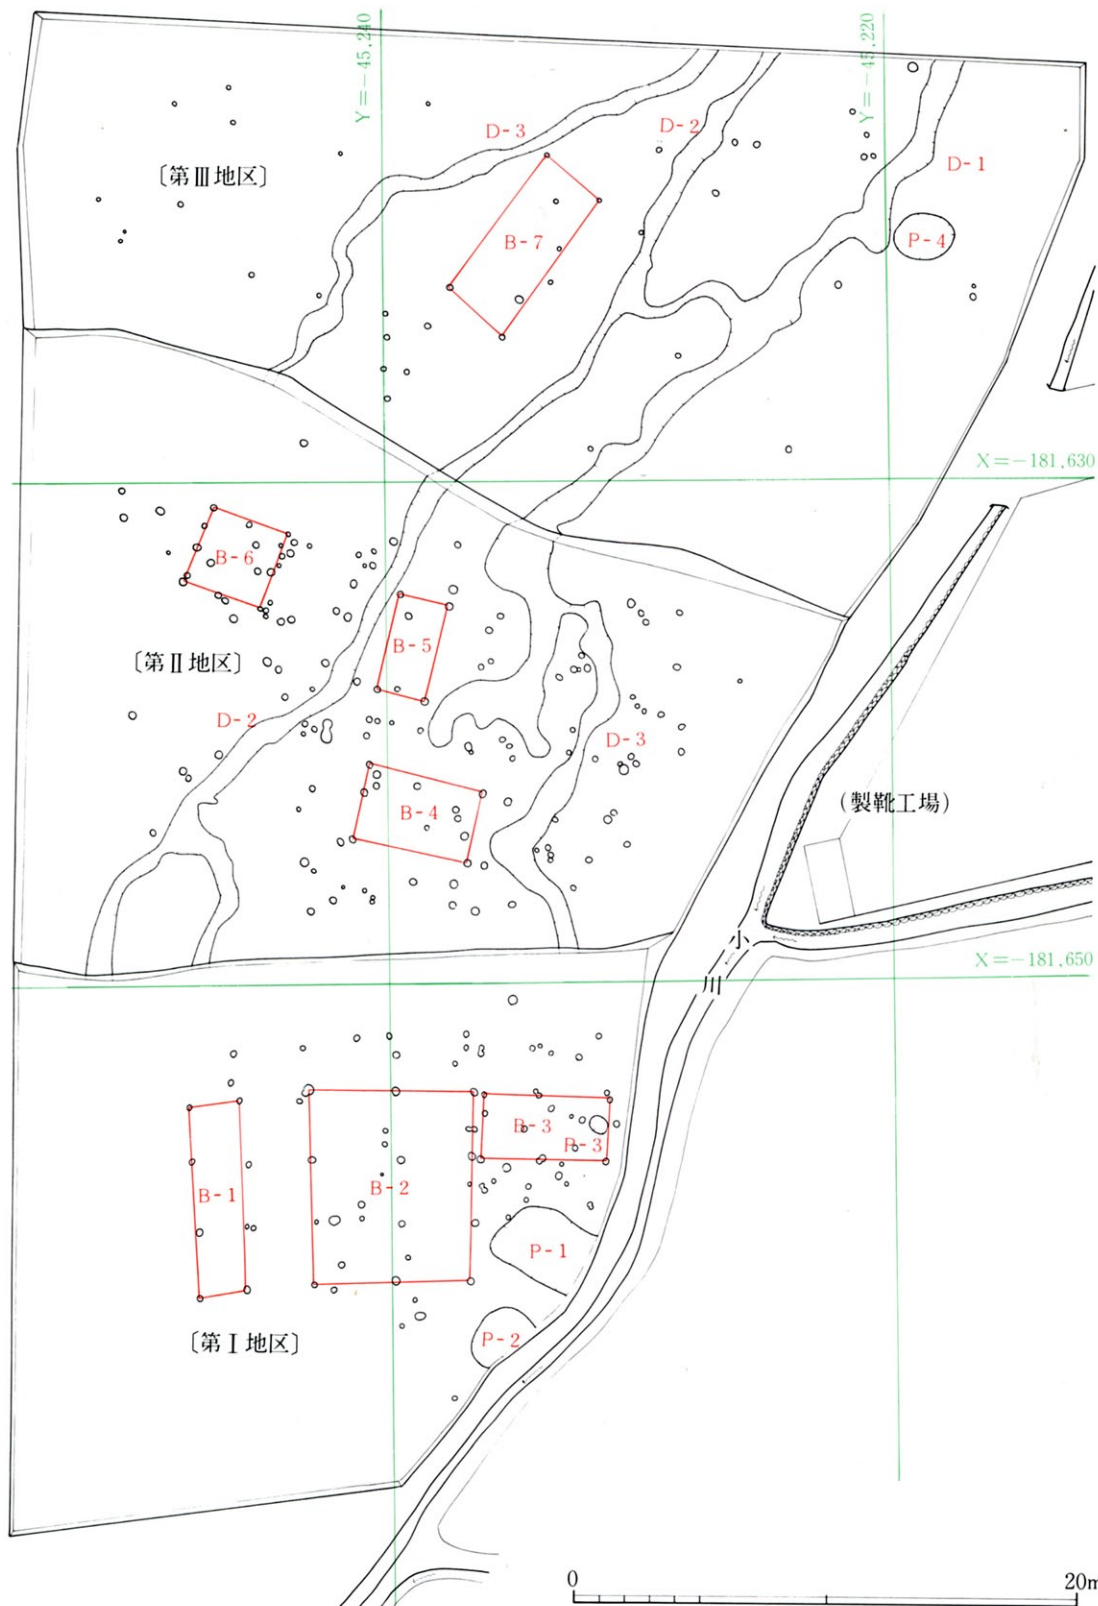 Y=-45,240
Y=-45,220
D-3
D-2
D-1
〔第Ⅲ地区〕
B-7
P-4
X=-181,630
B-6
B-5
〔第Ⅱ地区〕
D-2
D-3
B-4
(製靴工場)
小川
X=-181,650
B-3
P-3
B-2
B-1
P-1
P-2
〔第Ⅰ地区〕
0
20m